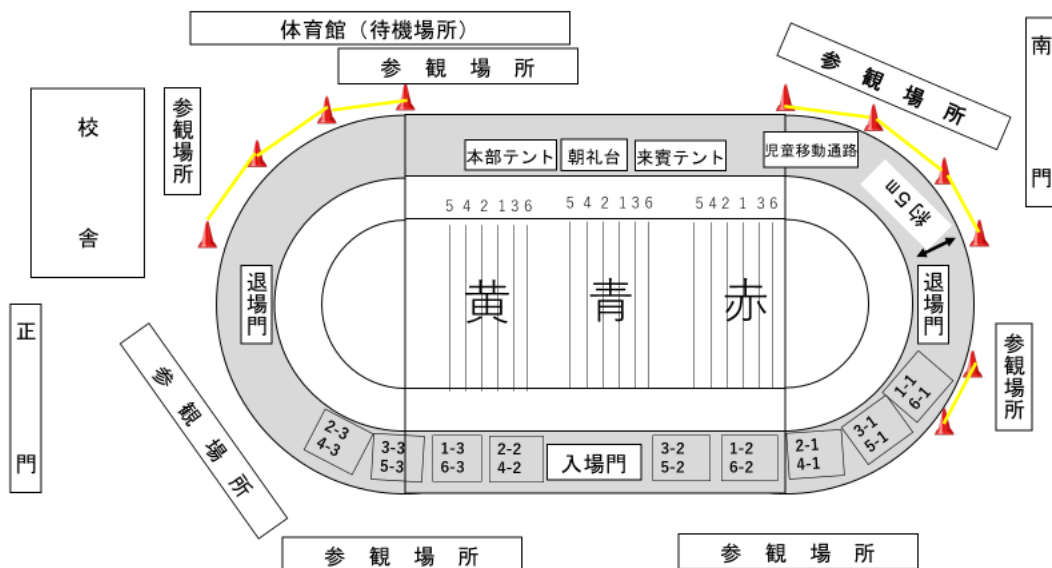 体育館（待機場所）
参観場所
参観場所
南門
校舎
参観場所
本部テント
朝礼台
来賓テント
児童移動通路
約5m
5 4 2 1 3 6
5 4 2 1 3 6
5 4 2 1 3 6
黄
青
赤
退場門
退場門
正門
参観場所
参観場所
2-3
4-3
3-3
5-3
1-3
6-3
2-2
4-2
入場門
3-2
5-2
1-2
6-2
2-1
4-1
3-1
5-1
1-1
6-1
参観場所
参観場所